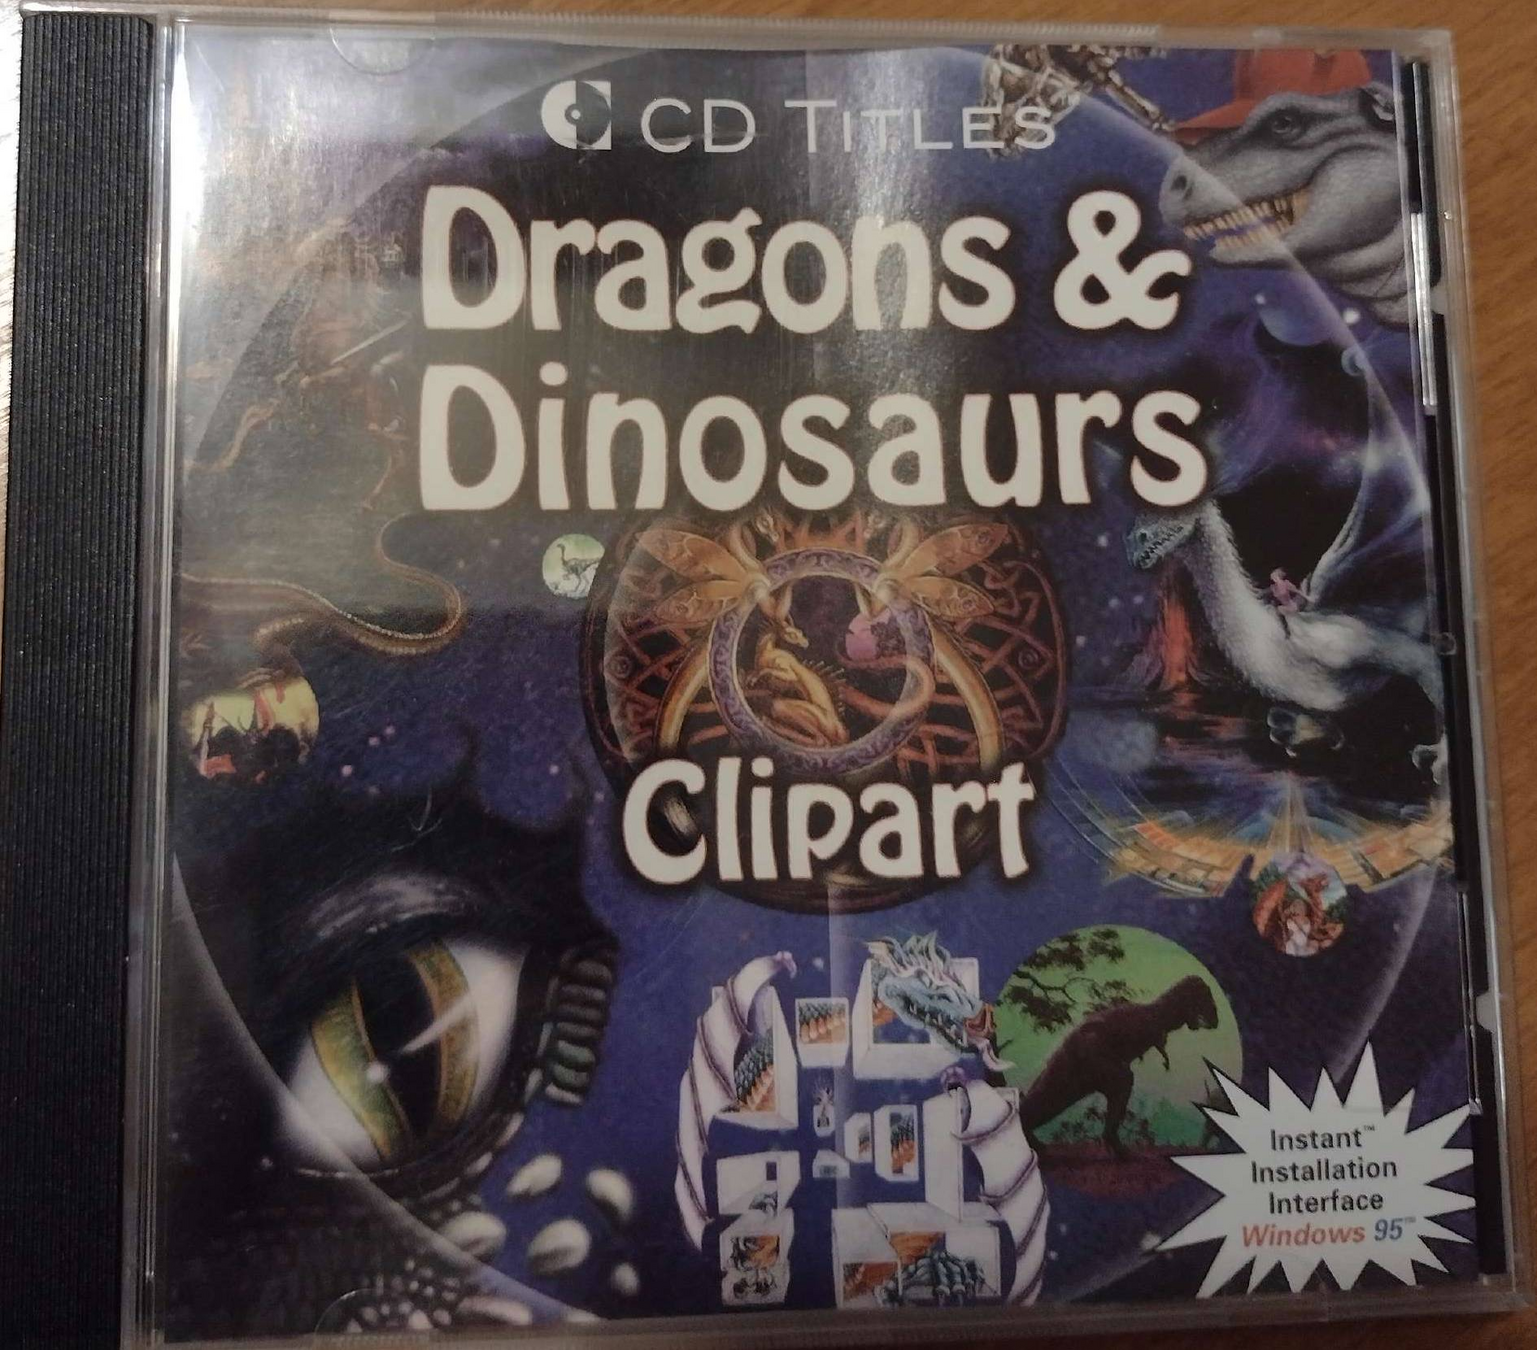 CD TITLES
Dragons &
Dinosaurs
Clipart
Instant™
Installation
Interface
Windows 95™